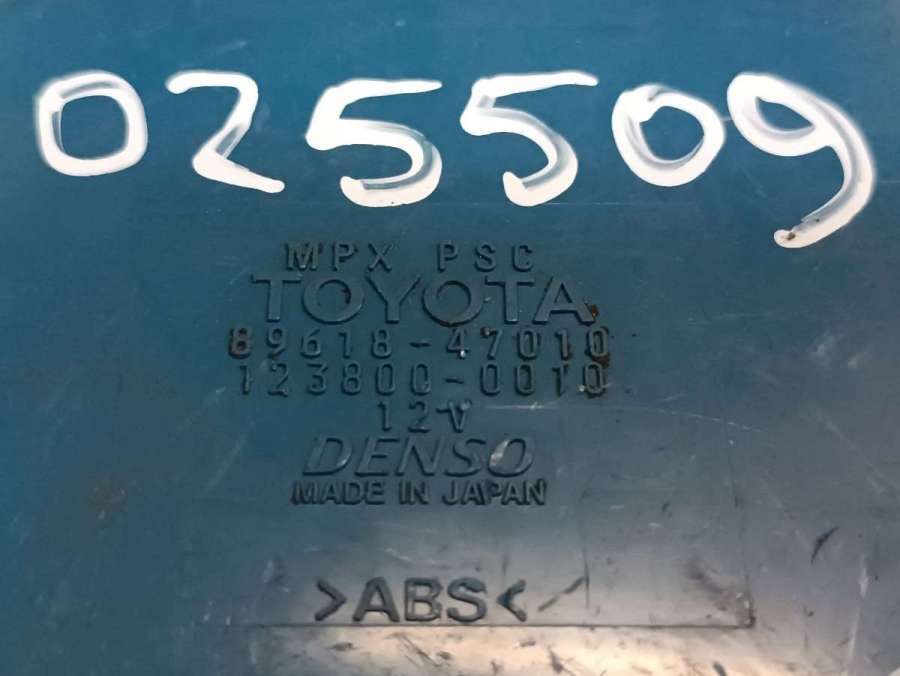 025509
MPX PSC
TOYOTA
89618-47010
123800-0010
12V
DENSO
MADE IN JAPAN
>ABS<